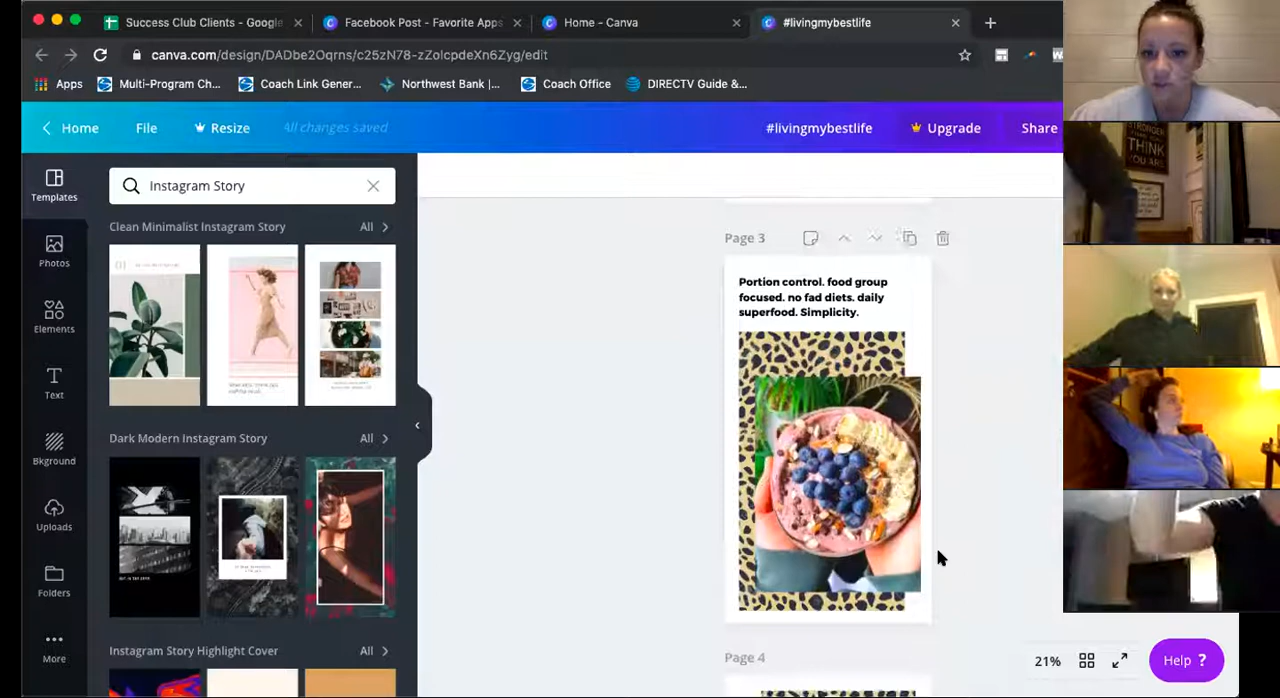 Success Club Clients - Google
Facebook Post - Favorite Apps
Home - Canva
#livingmybestlife
canva.com/design/DADbe2Oqrns/c25zN78-zZolcpdeXn6Zyg/edit
Apps
Multi-Program Ch...
Coach Link Gener...
Northwest Bank |...
Coach Office
DIRECTV Guide &...
Home
File
Resize
All changes saved
#livingmybestlife
Upgrade
Share
Templates
Photos
Elements
Text
Bkground
Uploads
Folders
More
Instagram Story
Clean Minimalist Instagram Story
All
Dark Modern Instagram Story
All
Instagram Story Highlight Cover
All
Page 3
Portion control. food group
focused. no fad diets. daily
superfood. Simplicity.
Page 4
21%
Help ?
STRONGER
THINK
YOU ARE